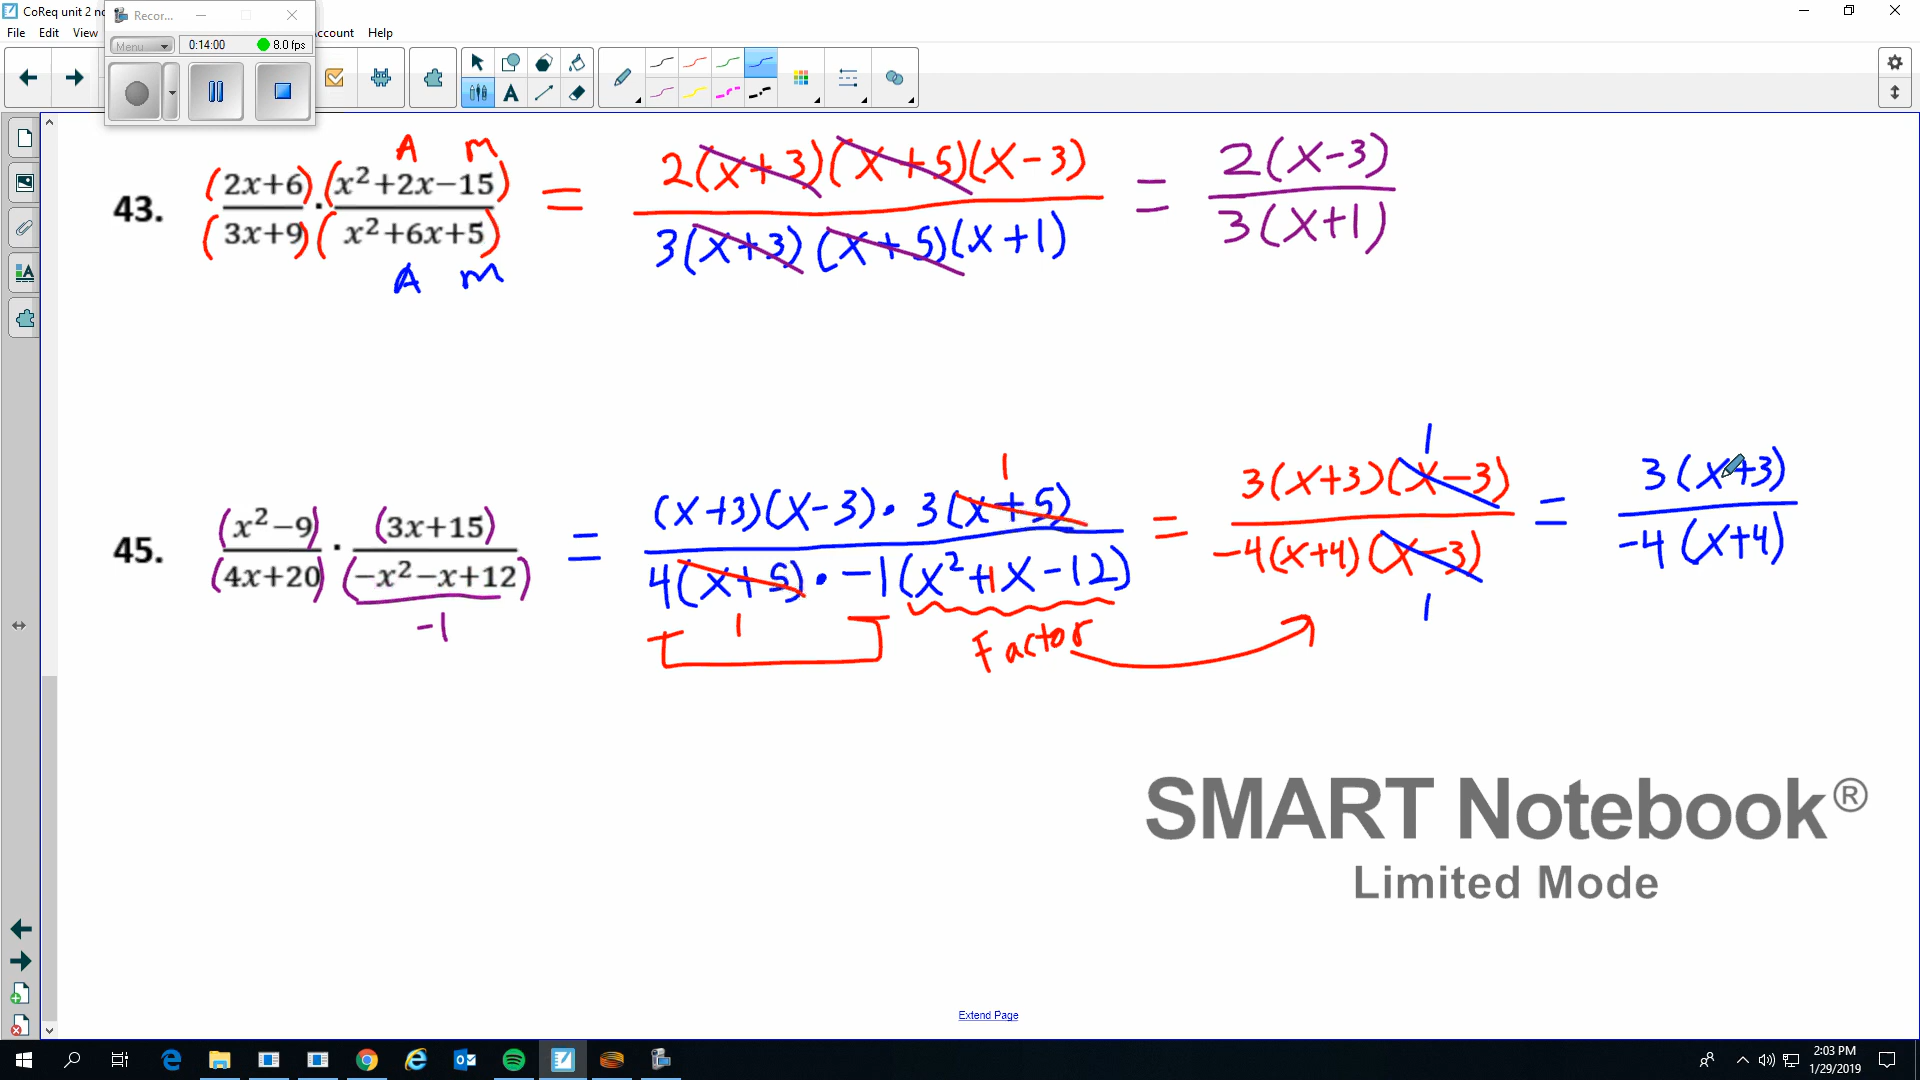 CoReq unit 2 no
Recor...
File Edit View
ccount Help
Menu
0:14:00
8.0 fps
A m
43. (2x+6)/(3x+9) · (x²+2x−15)/(x²+6x+5) = 2(x+3)(x+5)(x−3) / 3(x+3)(x+5)(x+1) = 2(x−3) / 3(x+1)
A m
1 1
45. (x²−9)/(4x+20) · (3x+15)/(−x²−x+12) = (x+3)(x−3)·3(x+5) / 4(x+5)·−1(x²+1x−12) = 3(x+3)(x−3) / −4(x+4)(x−3) = 3(x+3) / −4(x+4)
−1 1 1
Factor
SMART Notebook®
Limited Mode
Extend Page
2:03 PM
1/29/2019